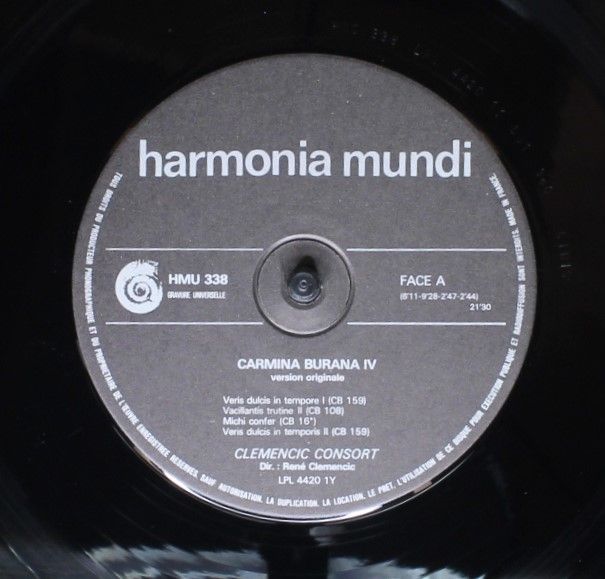 harmonia mundi
HMU 338
GRAVURE UNIVERSELLE
FACE A
(6'11-9'28-2'47-2'44)
21'30
CARMINA BURANA IV
version originale
Veris dulcis in tempore I (CB 159)
Vacillantis trutine II (CB 108)
Michi confer (CB 16*)
Veris dulcis in temporis II (CB 159)
CLEMENCIC CONSORT
Dir. : René Clemencic
LPL 4420 1Y
TOUS DROITS DU PRODUCTEUR PHONOGRAPHIQUE ET DU PROPRIETAIRE DE L'ŒUVRE ENREGISTREE RESERVES. SAUF AUTORISATION. LA DUPLICATION. LA LOCATION. LE PRET. L'UTILISATION DE CE DISQUE POUR EXECUTION PUBLIQUE ET RADIODIFFUSION SONT INTERDITS. MADE IN FRANCE.